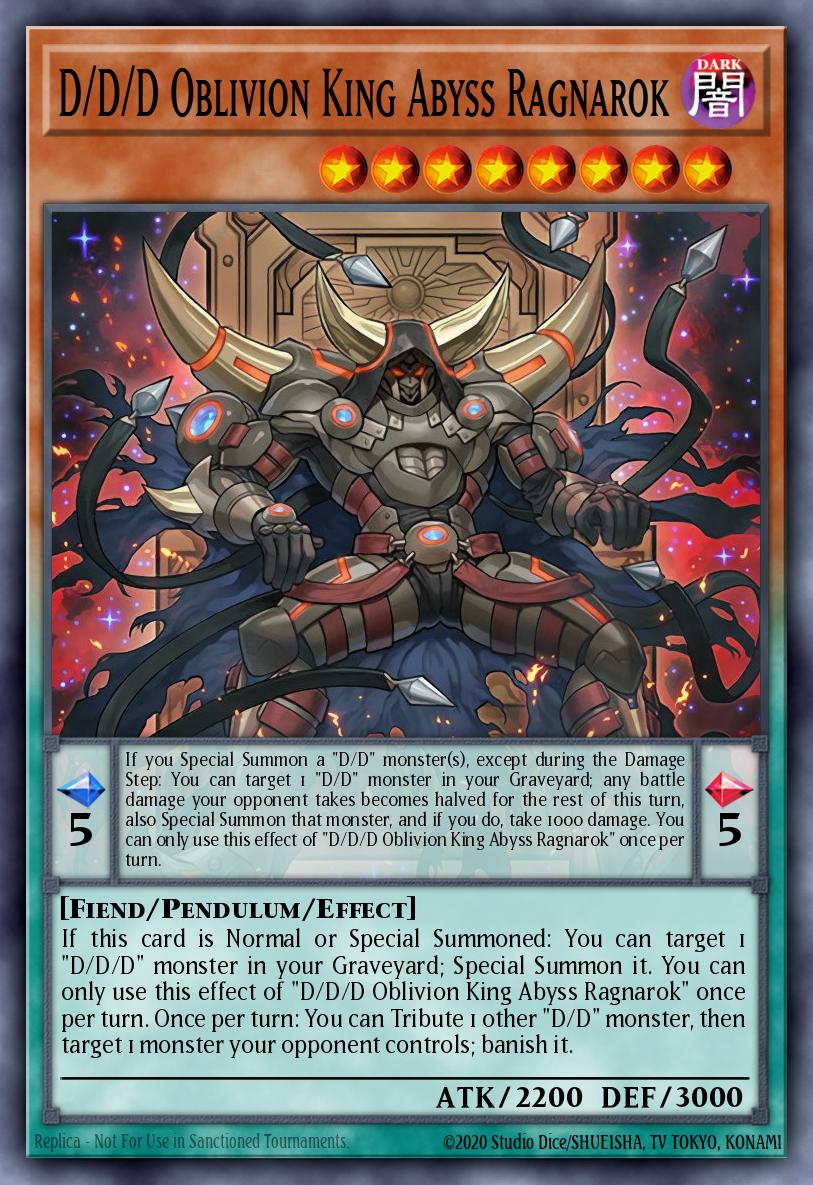 D/D/D Oblivion King Abyss Ragnarok
DARK
闇
If you Special Summon a "D/D" monster(s), except during the Damage
Step: You can target 1 "D/D" monster in your Graveyard; any battle
damage your opponent takes becomes halved for the rest of this turn,
also Special Summon that monster, and if you do, take 1000 damage. You
can only use this effect of "D/D/D Oblivion King Abyss Ragnarok" once per
turn.
5
5
[Fiend/Pendulum/Effect]
If this card is Normal or Special Summoned: You can target 1
"D/D/D" monster in your Graveyard; Special Summon it. You can
only use this effect of "D/D/D Oblivion King Abyss Ragnarok" once
per turn. Once per turn: You can Tribute 1 other "D/D" monster, then
target 1 monster your opponent controls; banish it.
ATK/2200 DEF/3000
Replica - Not For Use in Sanctioned Tournaments.
©2020 Studio Dice/SHUEISHA, TV TOKYO, KONAMI